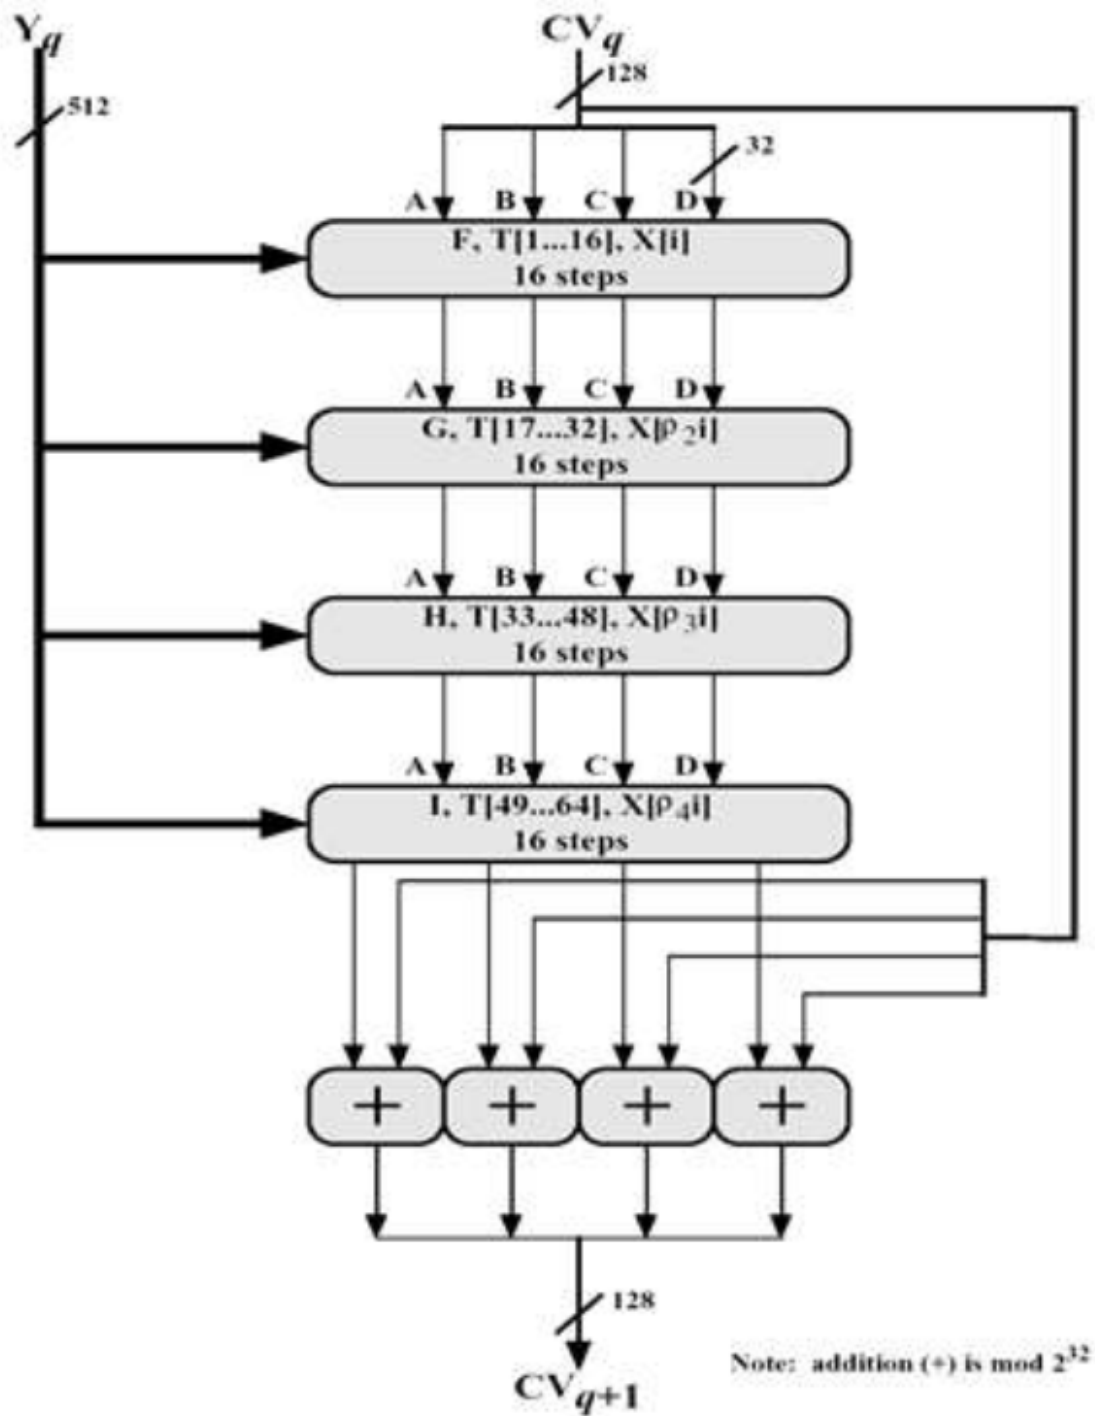 Yq
CVq
128
512
32
A B C D
F, T[1...16], X[i]
16 steps
A B C D
G, T[17...32], X[ρ2i]
16 steps
A B C D
H, T[33...48], X[ρ3i]
16 steps
A B C D
I, T[49...64], X[ρ4i]
16 steps
+ + + +
128
Note: addition (+) is mod 2^32
CVq+1